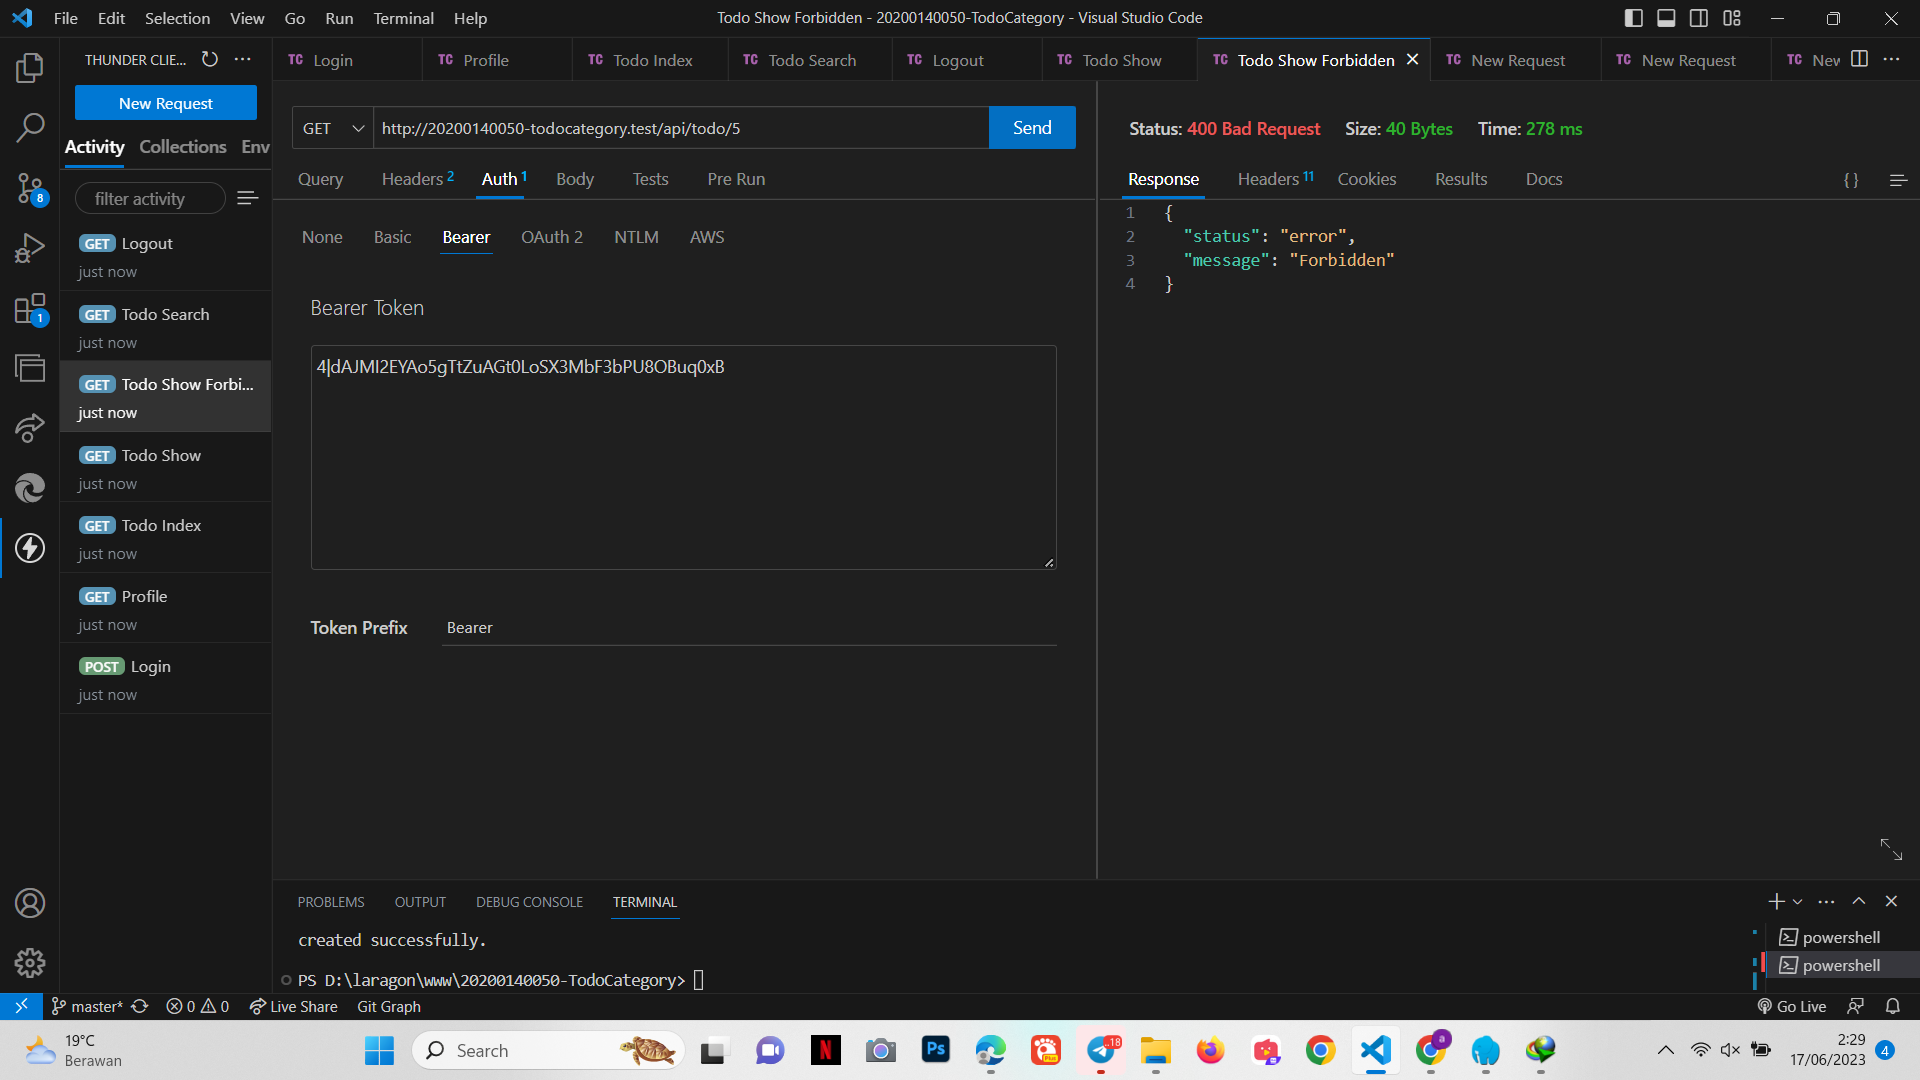 File Edit Selection View Go Run Terminal Help
Todo Show Forbidden - 20200140050-TodoCategory - Visual Studio Code
THUNDER CLIE...
New Request
Activity Collections Env
filter activity
GET Logout
just now
GET Todo Search
just now
GET Todo Show Forbi...
just now
GET Todo Show
just now
GET Todo Index
just now
GET Profile
just now
POST Login
just now
8
1
TC Login TC Profile TC Todo Index TC Todo Search TC Logout TC Todo Show TC Todo Show Forbidden TC New Request TC New Request TC New
GET http://20200140050-todocategory.test/api/todo/5 Send
Query Headers 2 Auth 1 Body Tests Pre Run
None Basic Bearer OAuth 2 NTLM AWS
Bearer Token
4|dAJMI2EYAo5gTtZuAGt0LoSX3MbF3bPU8OBuq0xB
Token Prefix Bearer
Status: 400 Bad Request Size: 40 Bytes Time: 278 ms
Response Headers 11 Cookies Results Docs { }
1 {
2 "status": "error",
3 "message": "Forbidden"
4 }
PROBLEMS OUTPUT DEBUG CONSOLE TERMINAL
created successfully.
PS D:\laragon\www\20200140050-TodoCategory>
powershell
powershell
master* 0 0 Live Share Git Graph
Go Live
19°C
Berawan
Search
N
Ps
Plus
18
a
2:29
17/06/2023
4